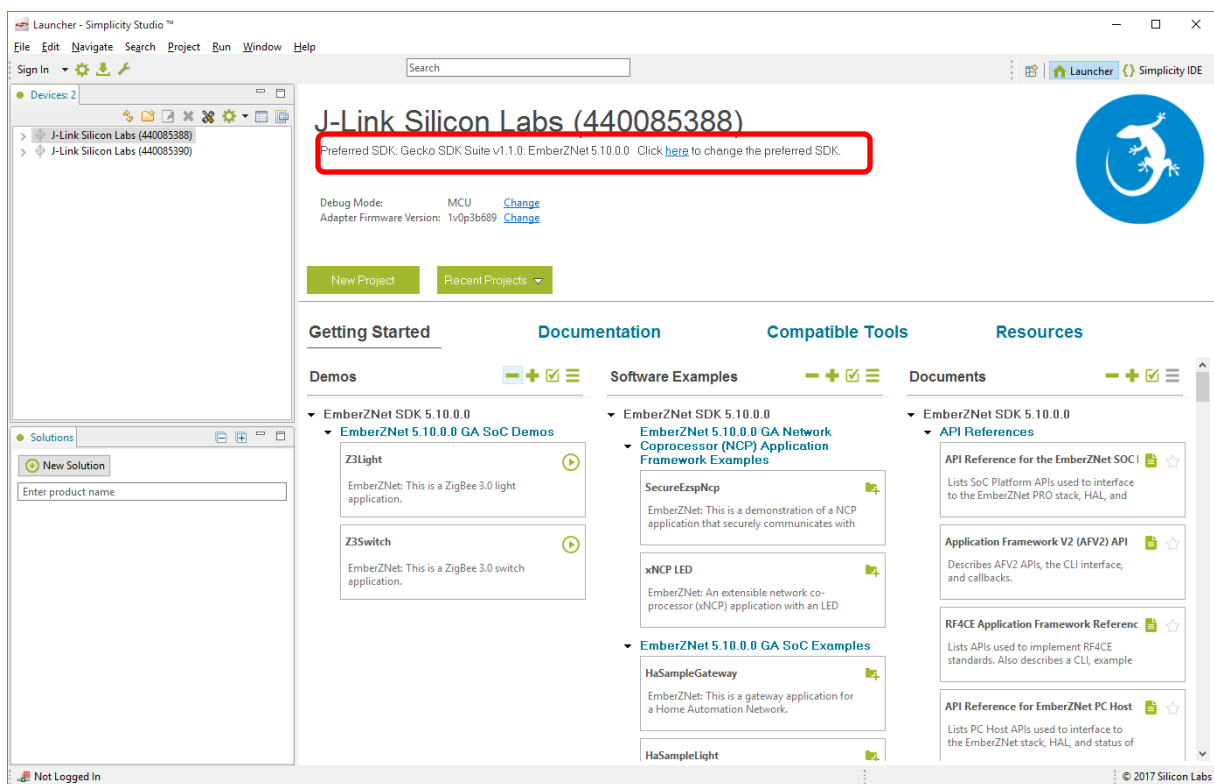 Launcher - Simplicity Studio ™
File Edit Navigate Search Project Run Window Help
Sign In
Search
Launcher
Simplicity IDE
Devices: 2
J-Link Silicon Labs (440085388)
J-Link Silicon Labs (440085390)
J-Link Silicon Labs (440085388)
Preferred SDK: Gecko SDK Suite v1.1.0: EmberZNet 5.10.0.0 Click here to change the preferred SDK.
Debug Mode: MCU Change
Adapter Firmware Version: 1v0p3b689 Change
New Project
Recent Projects
Getting Started
Documentation
Compatible Tools
Resources
Solutions
New Solution
Enter product name
Demos
EmberZNet SDK 5.10.0.0
EmberZNet 5.10.0.0 GA SoC Demos
Z3Light
EmberZNet: This is a ZigBee 3.0 light
application.
Z3Switch
EmberZNet: This is a ZigBee 3.0 switch
application.
Software Examples
EmberZNet SDK 5.10.0.0
EmberZNet 5.10.0.0 GA Network
Coprocessor (NCP) Application
Framework Examples
SecureEzspNcp
EmberZNet: This is a demonstration of a NCP
application that securely communicates with
xNCP LED
EmberZNet: An extensible network co-
processor (xNCP) application with an LED
EmberZNet 5.10.0.0 GA SoC Examples
HaSampleGateway
EmberZNet: This is a gateway application for
a Home Automation Network.
HaSampleLight
Documents
EmberZNet SDK 5.10.0.0
API References
API Reference for the EmberZNet SOC
Lists SoC Platform APIs used to interface
to the EmberZNet PRO stack, HAL, and
Application Framework V2 (AFV2) API
Describes AFV2 APIs, the CLI interface,
and callbacks.
RF4CE Application Framework Referenc
Lists APIs used to implement RF4CE
standards. Also describes a CLI, example
API Reference for EmberZNet PC Host
Lists PC Host APIs used to interface to
the EmberZNet stack, HAL, and status of
Not Logged In
© 2017 Silicon Labs